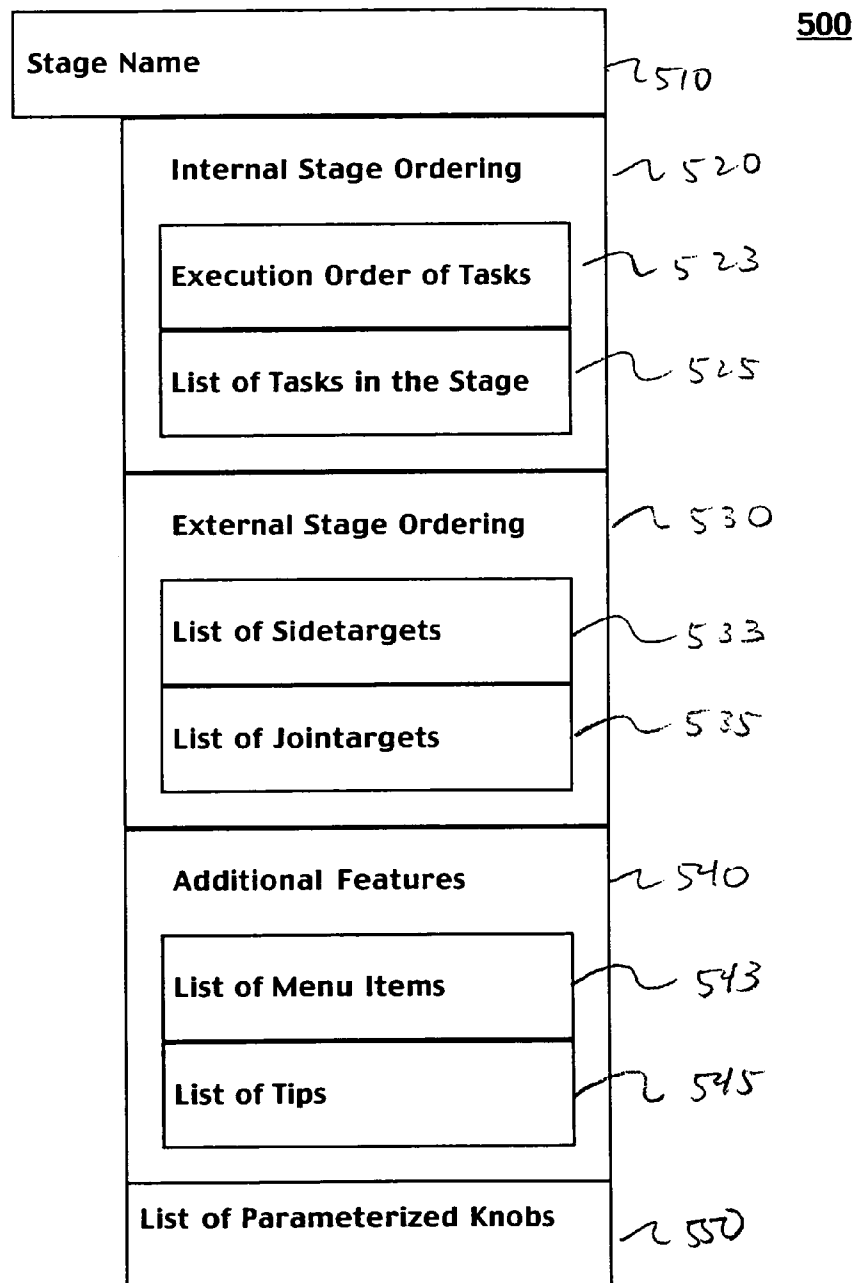 500
Stage Name 510
Internal Stage Ordering 520
Execution Order of Tasks 523
List of Tasks in the Stage 525
External Stage Ordering 530
List of Sidetargets 533
List of Jointargets 535
Additional Features 540
List of Menu Items 543
List of Tips 545
List of Parameterized Knobs 550